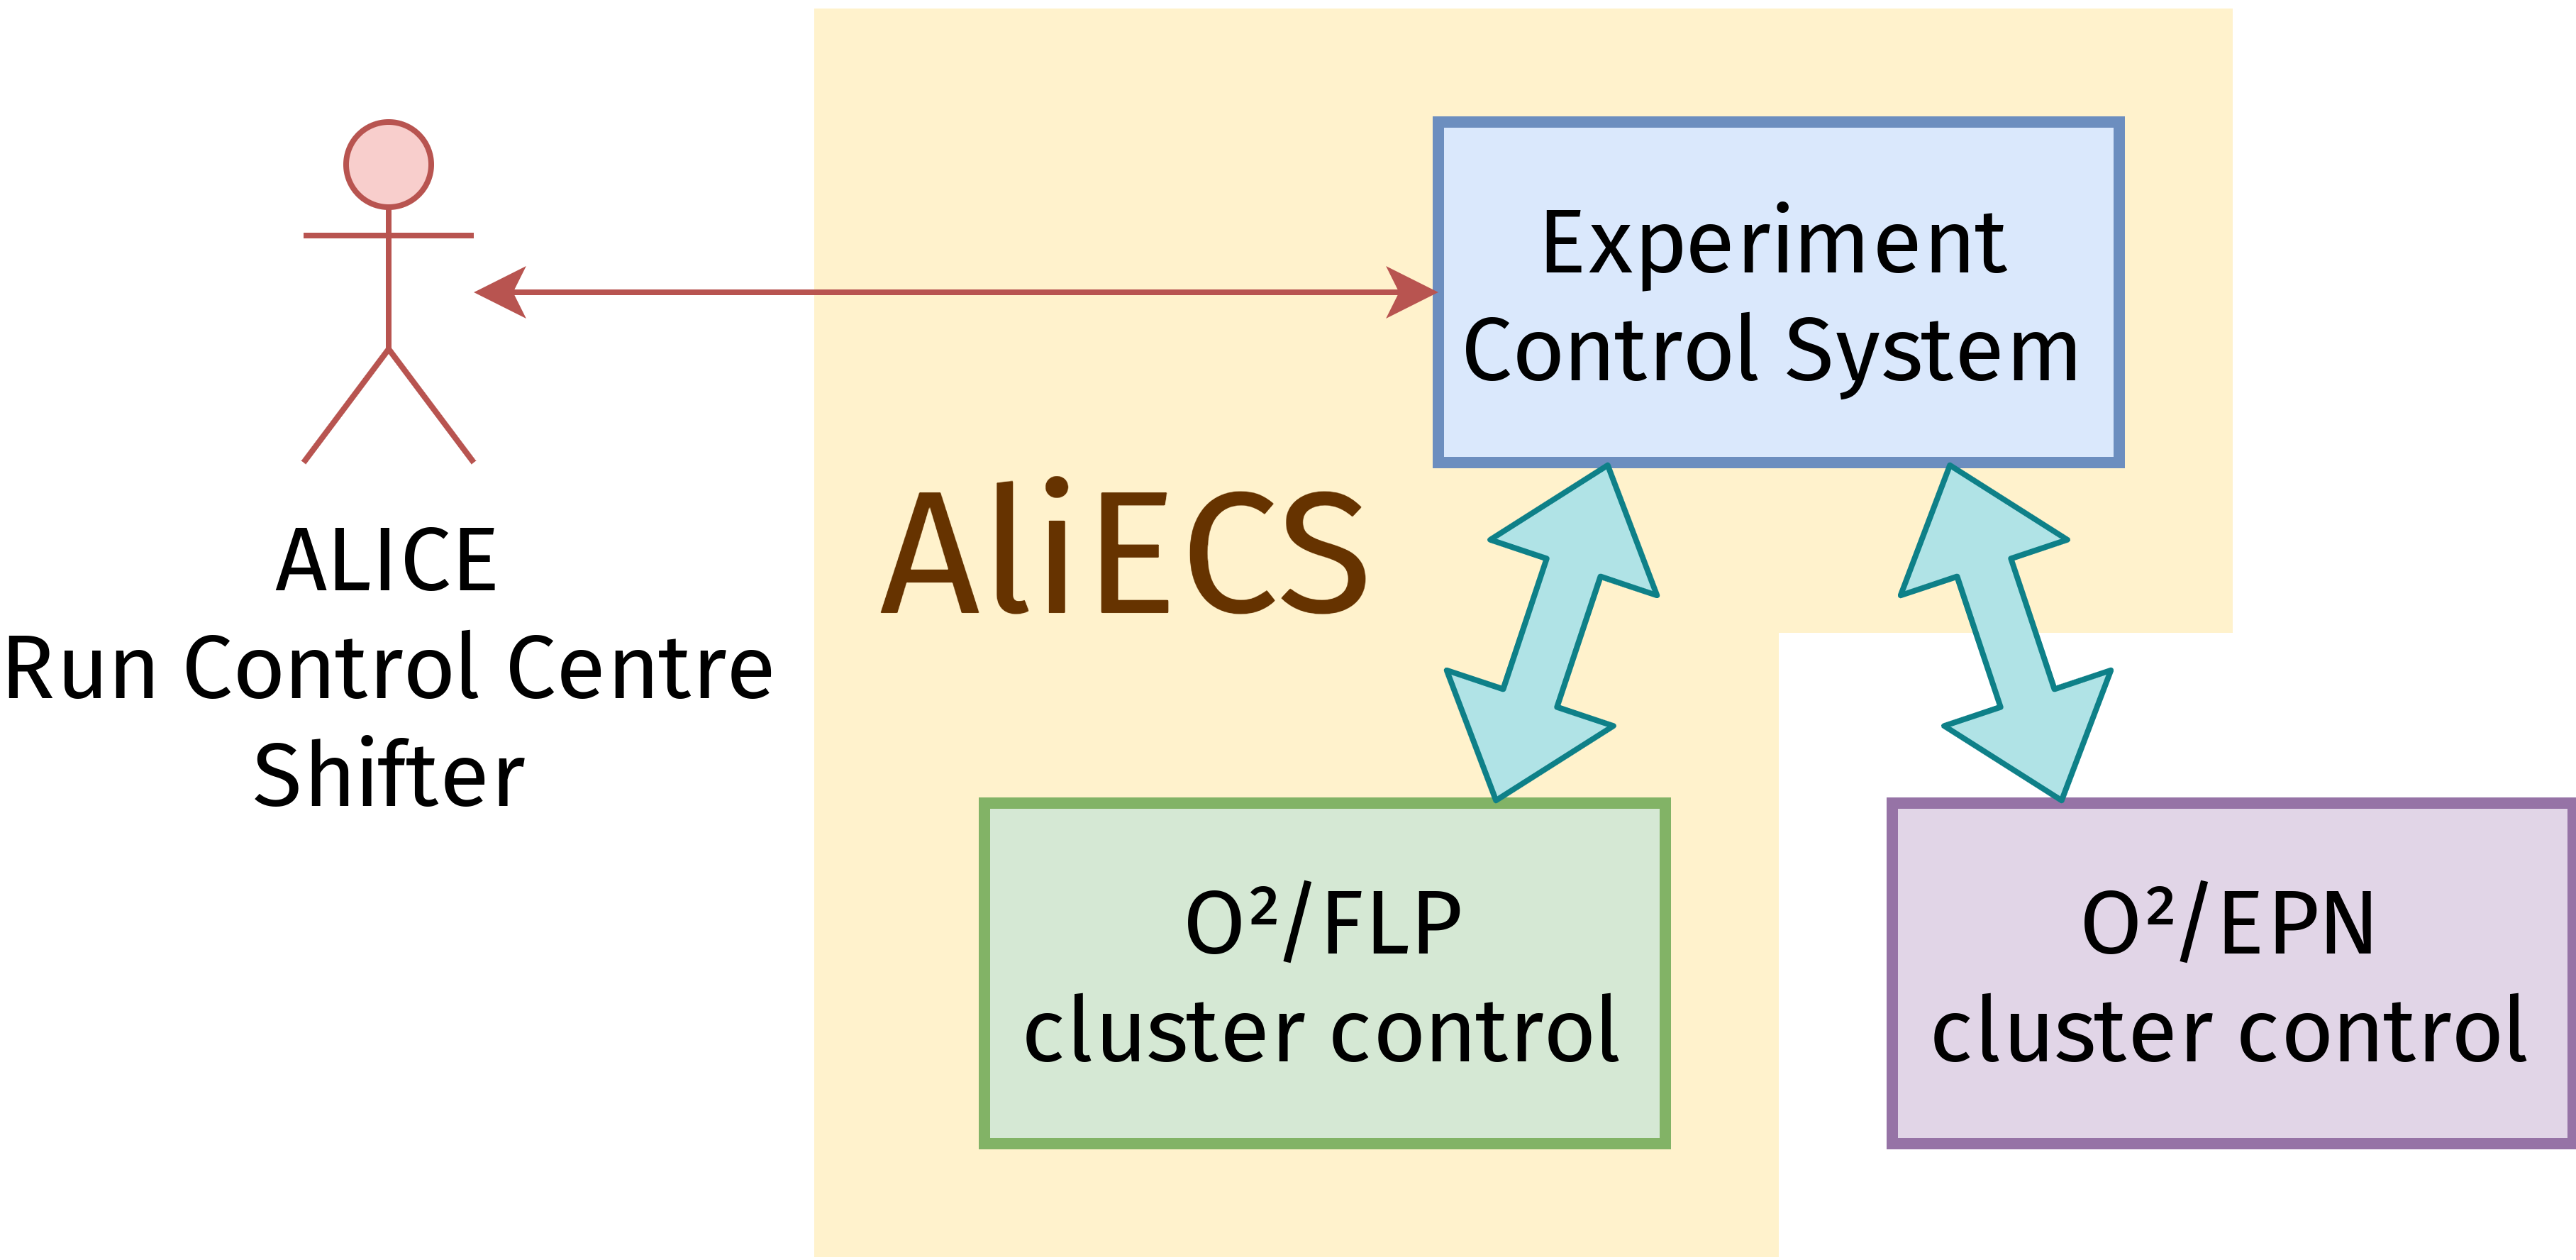 Experiment
Control System
AliECS
ALICE
Run Control Centre
Shifter
O²/FLP
cluster control
O²/EPN
cluster control